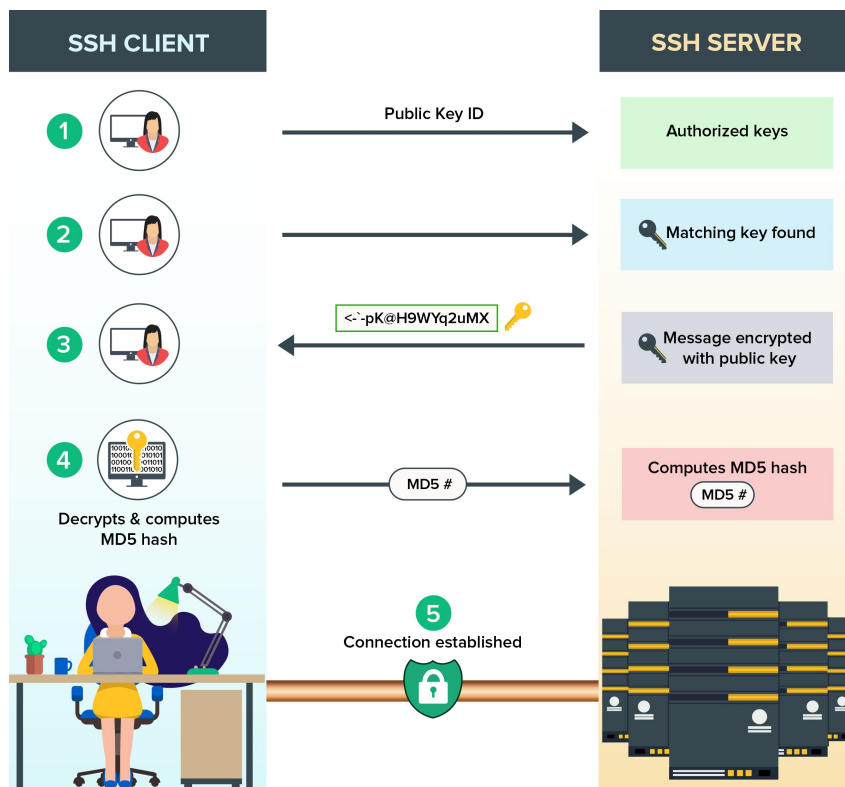 SSH CLIENT
SSH SERVER
1
Public Key ID
Authorized keys
2
Matching key found
3
<-`-pK@H9WYq2uMX
Message encrypted
with public key
4
MD5 #
Computes MD5 hash
MD5 #
Decrypts & computes
MD5 hash
5
Connection established